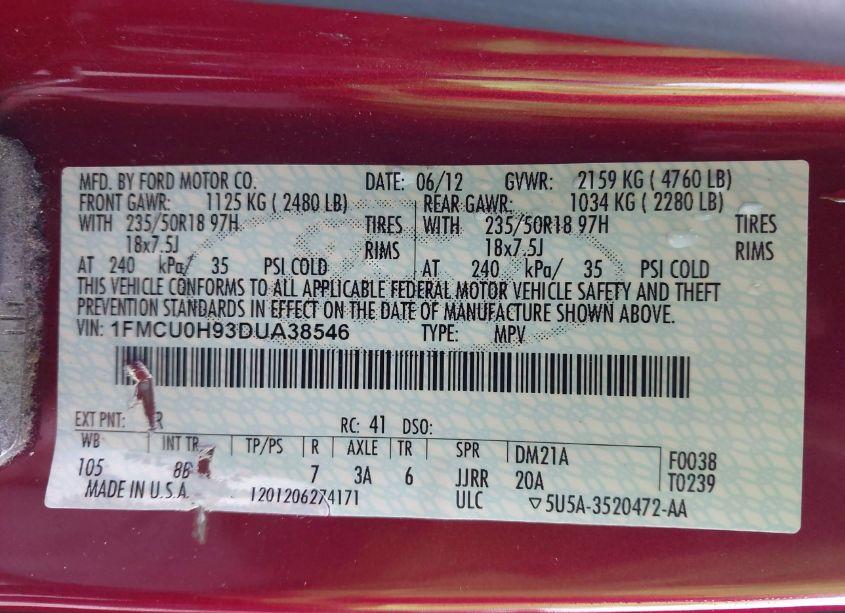 MFD. BY FORD MOTOR CO. DATE: 06/12 GVWR: 2159 KG ( 4760 LB)
FRONT GAWR: 1125 KG ( 2480 LB) REAR GAWR: 1034 KG ( 2280 LB)
WITH 235/50R18 97H TIRES WITH 235/50R18 97H TIRES
18x7.5J RIMS 18x7.5J RIMS
AT 240 kPa/ 35 PSI COLD AT 240 kPa/ 35 PSI COLD
THIS VEHICLE CONFORMS TO ALL APPLICABLE FEDERAL MOTOR VEHICLE SAFETY AND THEFT
PREVENTION STANDARDS IN EFFECT ON THE DATE OF MANUFACTURE SHOWN ABOVE.
VIN: 1FMCU0H93DUA38546 TYPE: MPV
EXT PNT: RC: 41 DSO:
WB INT TR TP/PS R AXLE TR SPR DM21A F0038
105 8B 7 3A 6 JJRR 20A T0239
MADE IN U.S.A. 1201206274171 ULC ▽5U5A-3520472-AA